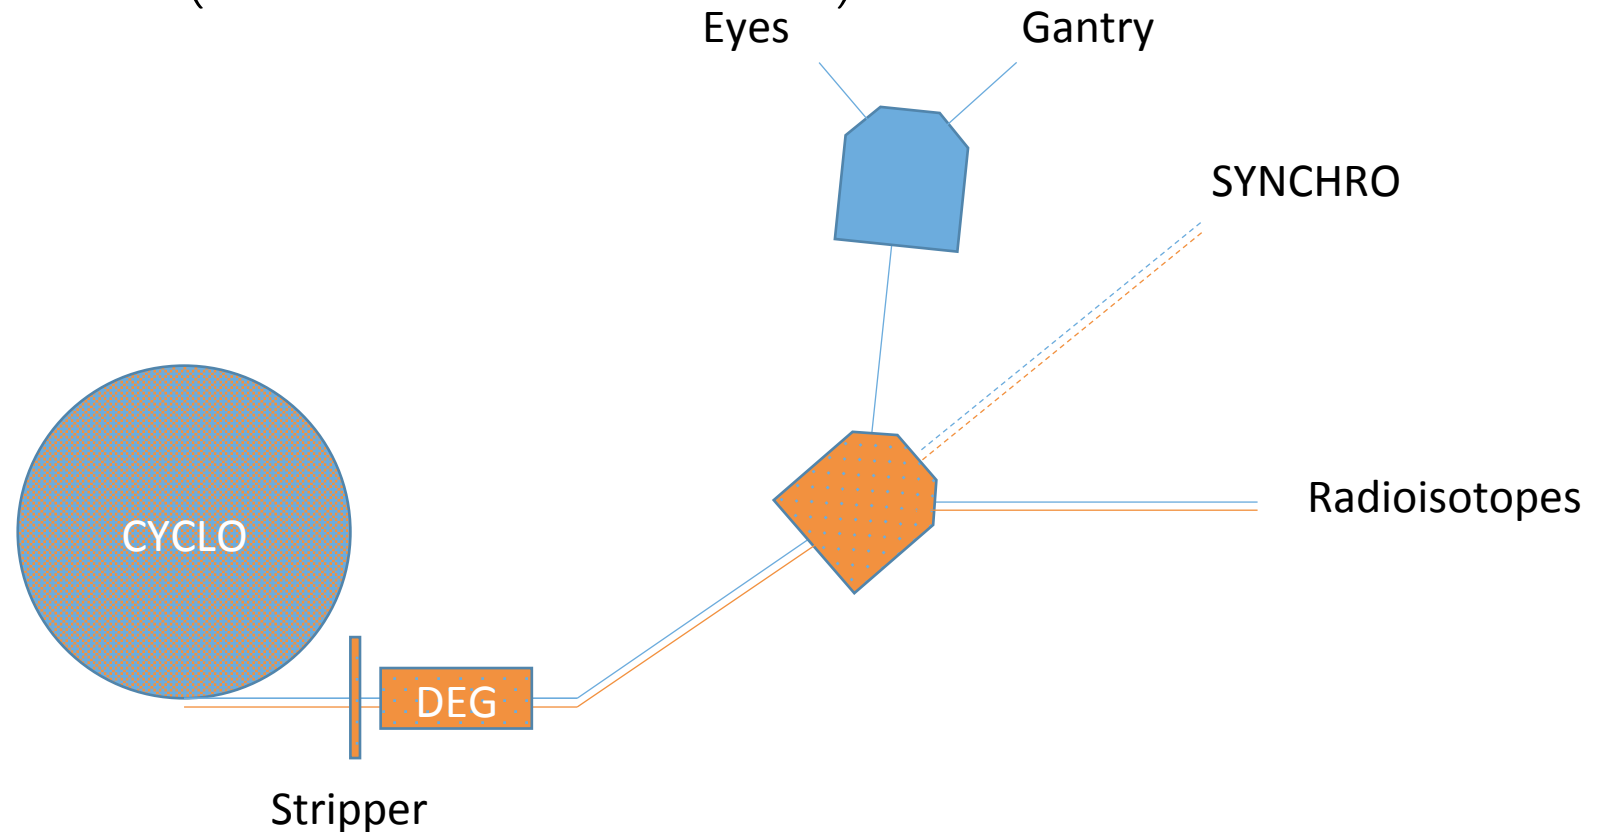 Eyes
Gantry
SYNCHRO
Radioisotopes
CYCLO
DEG
Stripper